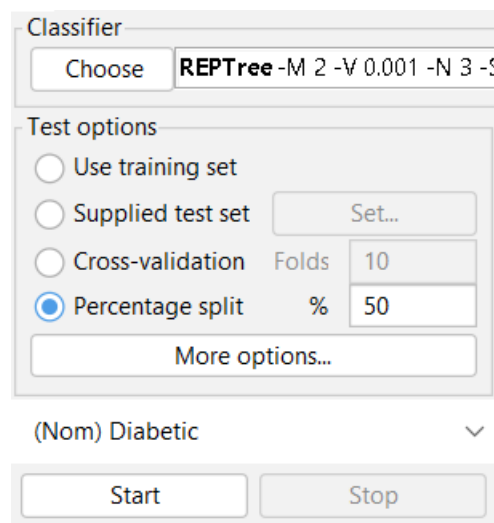 Classifier
Choose REPTree -M 2 -V 0.001 -N 3 -S
Test options
Use training set
Supplied test set Set...
Cross-validation Folds 10
Percentage split % 50
More options...
(Nom) Diabetic
Start Stop